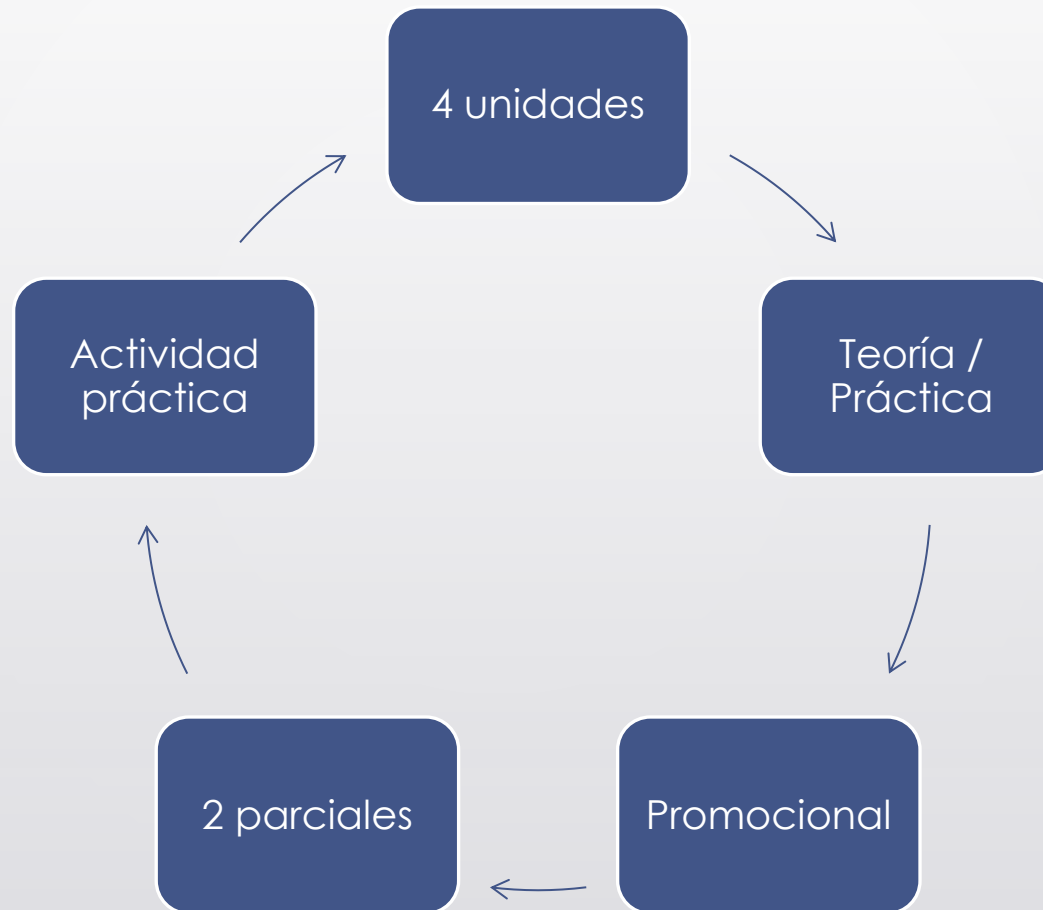 4 unidades
Teoría /
Práctica
Promocional
2 parciales
Actividad
práctica